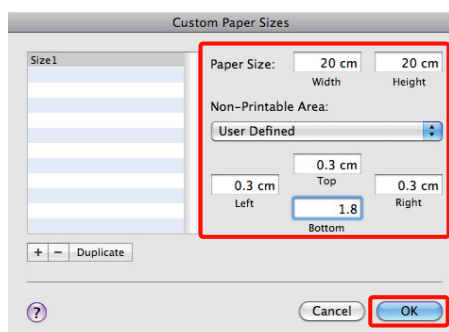 Custom Paper Sizes
Size1
Paper Size: 20 cm 20 cm
Width Height
Non-Printable Area:
User Defined
0.3 cm
Top
0.3 cm 0.3 cm
Left Right
1.8
Bottom
+ − Duplicate
? Cancel OK